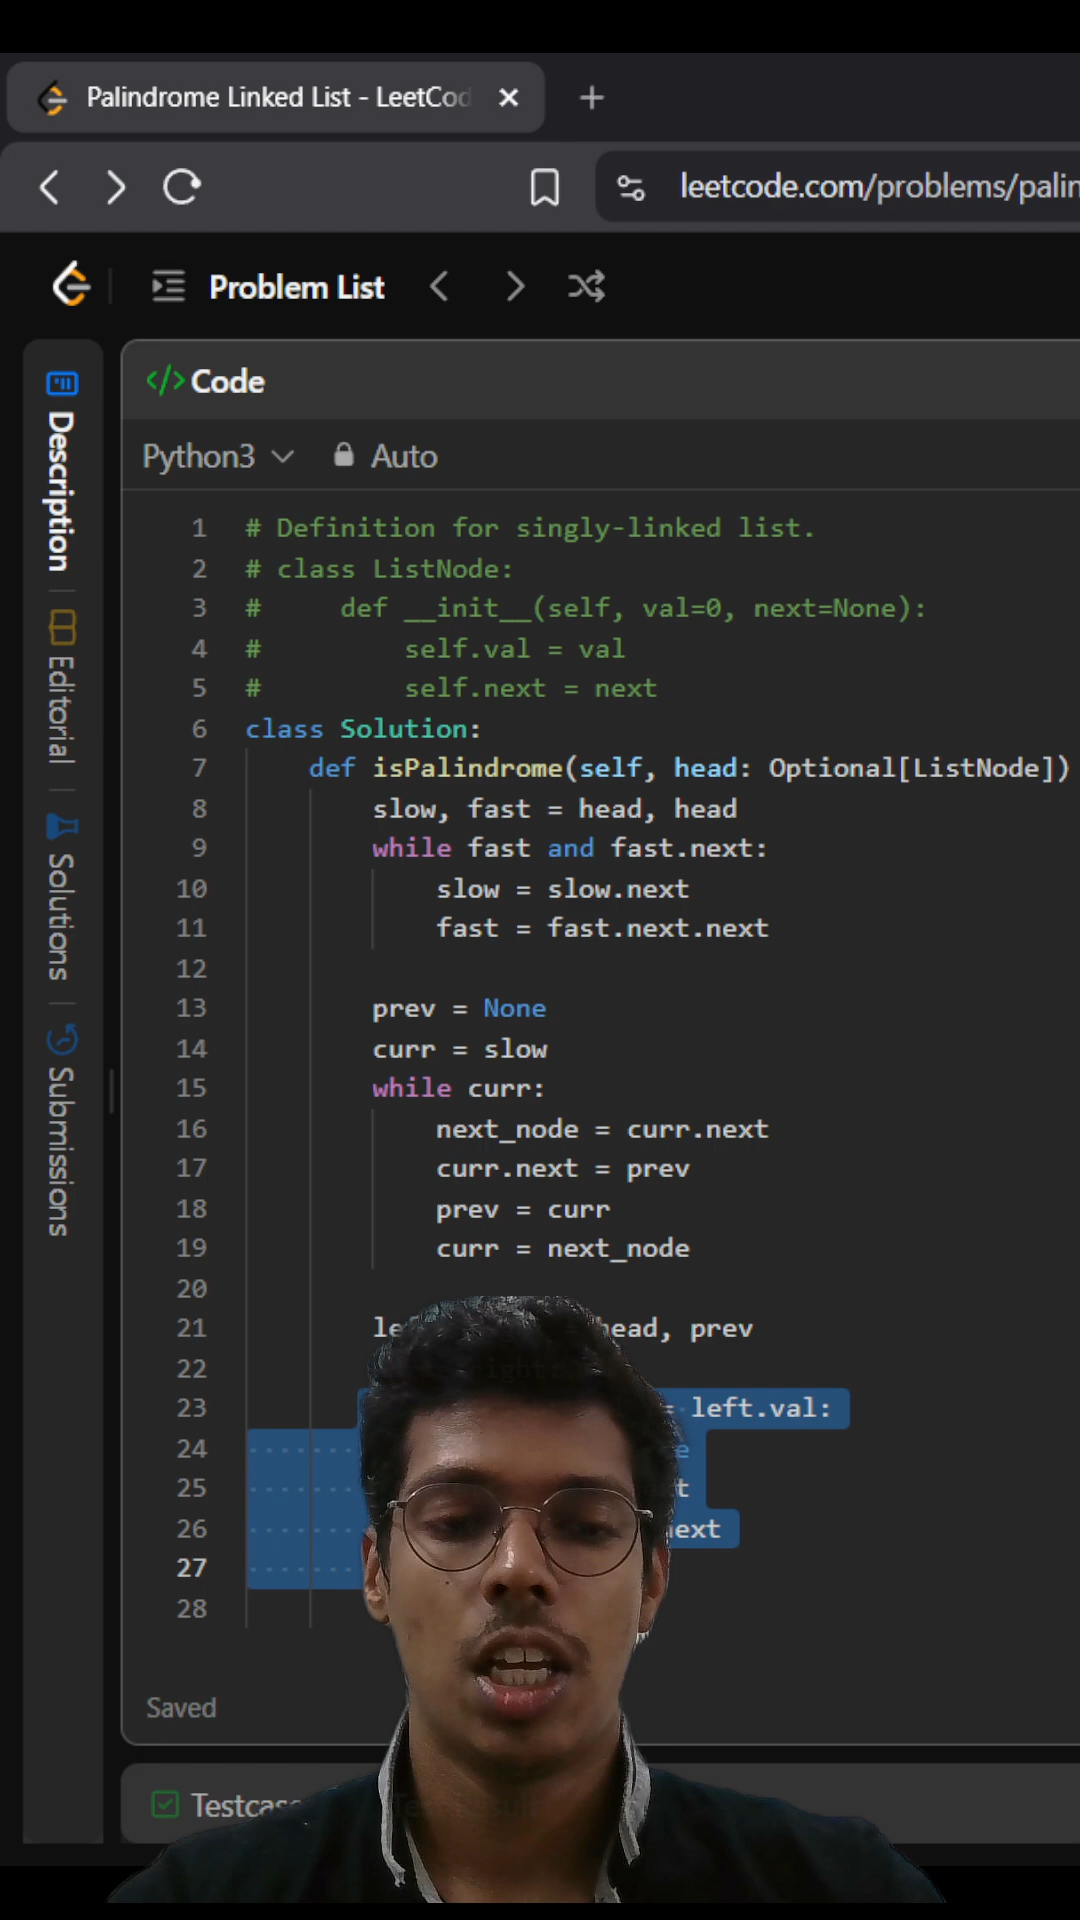 Palindrome Linked List - LeetCod
leetcode.com/problems/palin
Problem List
Description
Editorial
Solutions
Submissions
</> Code
Python3
Auto
1 # Definition for singly-linked list.
2 # class ListNode:
3 #     def __init__(self, val=0, next=None):
4 #         self.val = val
5 #         self.next = next
6 class Solution:
7     def isPalindrome(self, head: Optional[ListNode])
8         slow, fast = head, head
9         while fast and fast.next:
10             slow = slow.next
11             fast = fast.next.next
12
13         prev = None
14         curr = slow
15         while curr:
16             next_node = curr.next
17             curr.next = prev
18             prev = curr
19             curr = next_node
20
21 head, prev
22
23 = left.val:
24
25
26
27
28
Saved